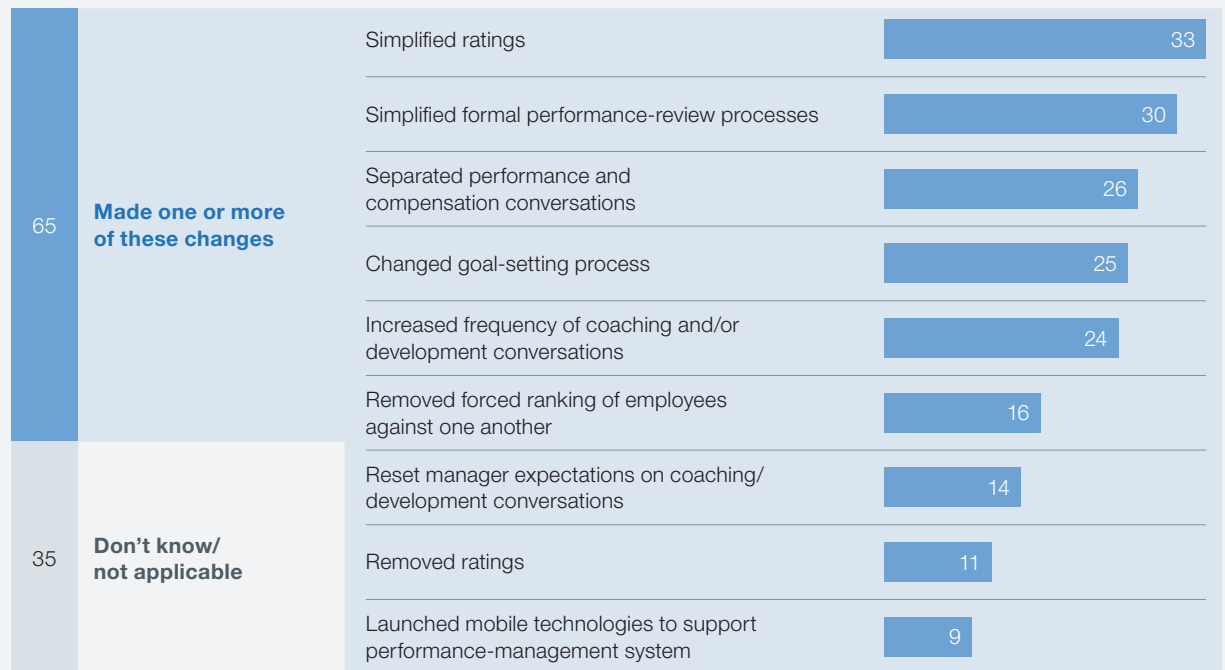 65
Made one or more
of these changes
35
Don’t know/
not applicable
Simplified ratings
33
Simplified formal performance-review processes
30
Separated performance and
compensation conversations
26
Changed goal-setting process
25
Increased frequency of coaching and/or
development conversations
24
Removed forced ranking of employees
against one another
16
Reset manager expectations on coaching/
development conversations
14
Removed ratings
11
Launched mobile technologies to support
performance-management system
9